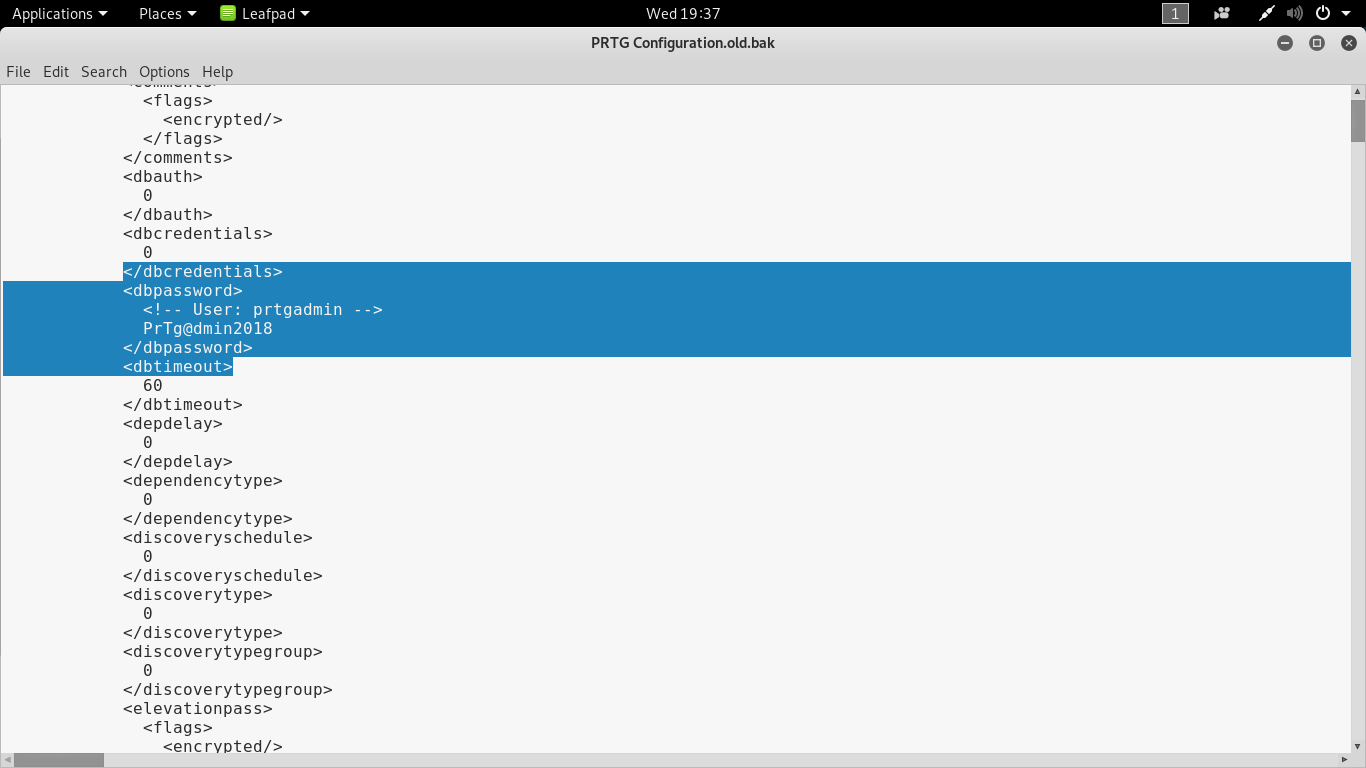 Applications Places Leafpad Wed 19:37 1
PRTG Configuration.old.bak
File Edit Search Options Help
<comments>
<flags>
<encrypted/>
</flags>
</comments>
<dbauth>
0
</dbauth>
<dbcredentials>
0
</dbcredentials>
<dbpassword>
<!-- User: prtgadmin -->
PrTg@dmin2018
</dbpassword>
<dbtimeout>
60
</dbtimeout>
<depdelay>
0
</depdelay>
<dependencytype>
0
</dependencytype>
<discoveryschedule>
0
</discoveryschedule>
<discoverytype>
0
</discoverytype>
<discoverytypegroup>
0
</discoverytypegroup>
<elevationpass>
<flags>
<encrypted/>